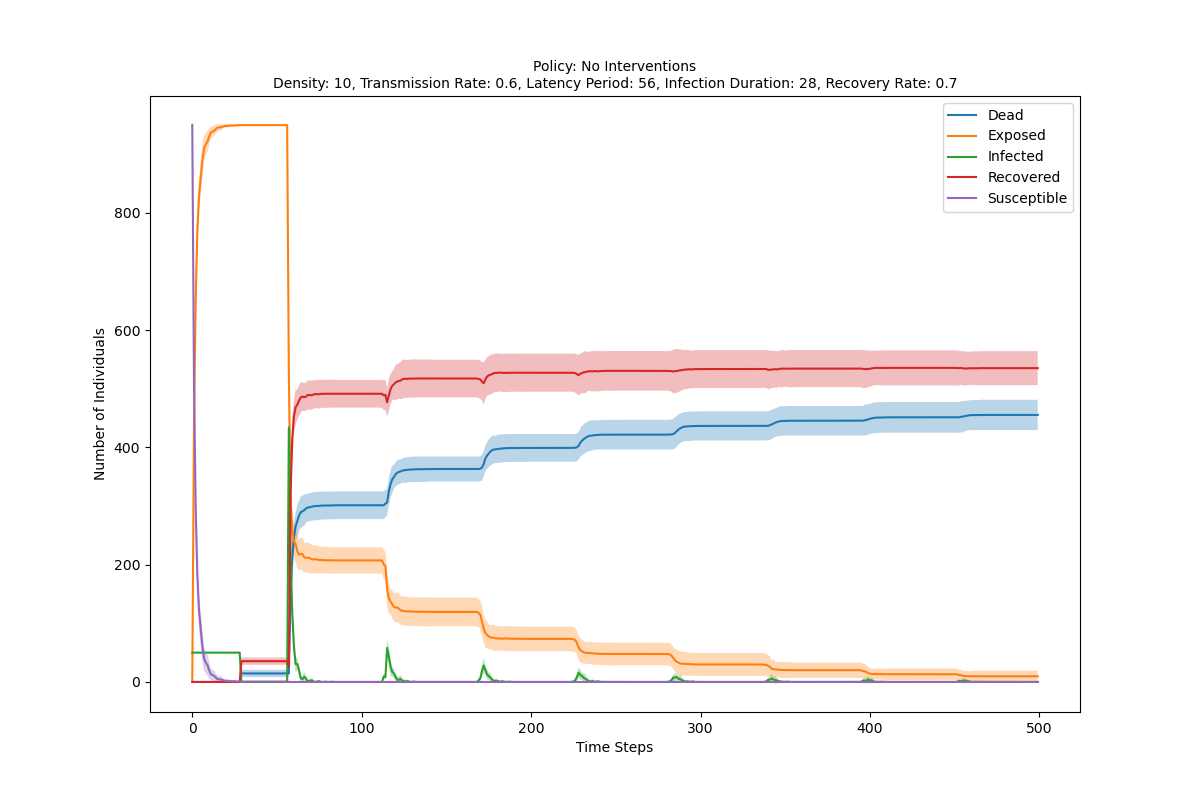 Policy: No Interventions
Density: 10, Transmission Rate: 0.6, Latency Period: 56, Infection Duration: 28, Recovery Rate: 0.7
Dead
Exposed
Infected
Recovered
Susceptible
Number of Individuals
800
600
400
200
0
0 100 200 300 400 500
Time Steps